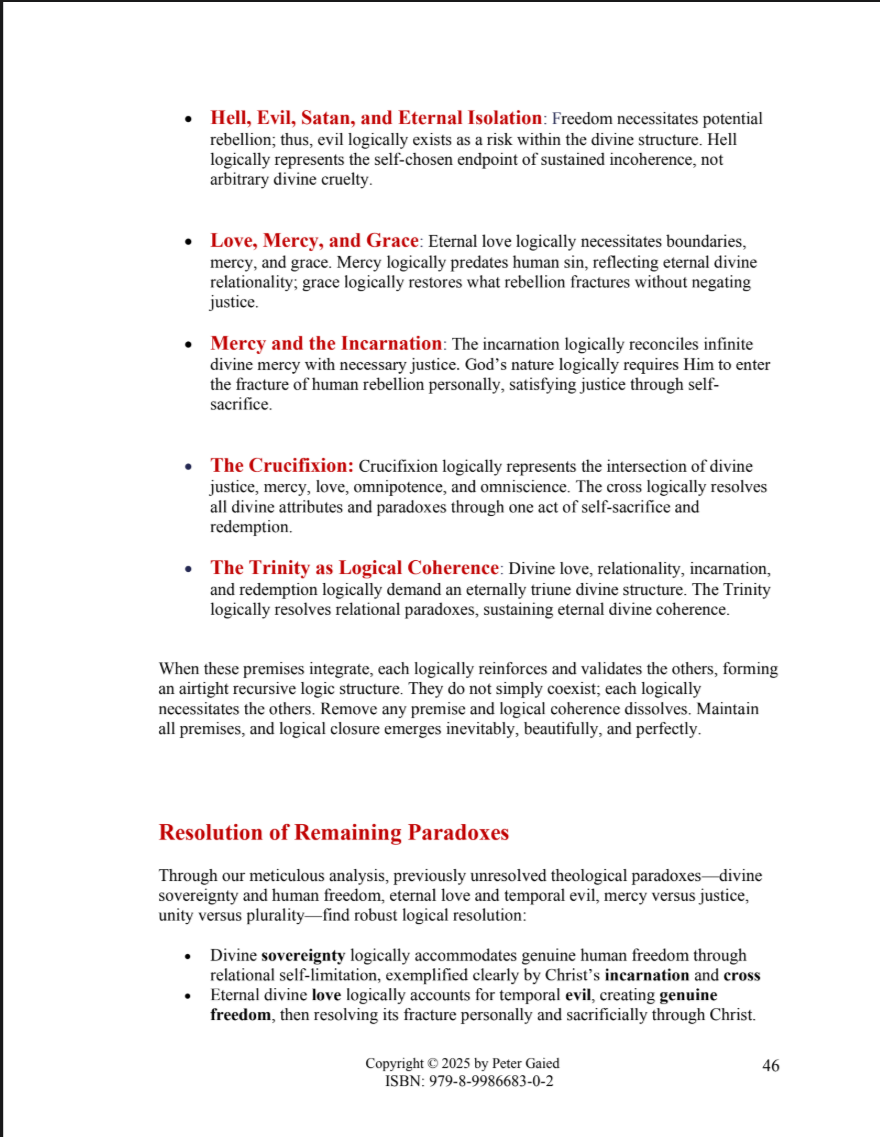 • Hell, Evil, Satan, and Eternal Isolation: Freedom necessitates potential
rebellion; thus, evil logically exists as a risk within the divine structure. Hell
logically represents the self-chosen endpoint of sustained incoherence, not
arbitrary divine cruelty.
• Love, Mercy, and Grace: Eternal love logically necessitates boundaries,
mercy, and grace. Mercy logically predates human sin, reflecting eternal divine
relationality; grace logically restores what rebellion fractures without negating
justice.
• Mercy and the Incarnation: The incarnation logically reconciles infinite
divine mercy with necessary justice. God’s nature logically requires Him to enter
the fracture of human rebellion personally, satisfying justice through self-
sacrifice.
• The Crucifixion: Crucifixion logically represents the intersection of divine
justice, mercy, love, omnipotence, and omniscience. The cross logically resolves
all divine attributes and paradoxes through one act of self-sacrifice and
redemption.
• The Trinity as Logical Coherence: Divine love, relationality, incarnation,
and redemption logically demand an eternally triune divine structure. The Trinity
logically resolves relational paradoxes, sustaining eternal divine coherence.
When these premises integrate, each logically reinforces and validates the others, forming
an airtight recursive logic structure. They do not simply coexist; each logically
necessitates the others. Remove any premise and logical coherence dissolves. Maintain
all premises, and logical closure emerges inevitably, beautifully, and perfectly.
Resolution of Remaining Paradoxes
Through our meticulous analysis, previously unresolved theological paradoxes—divine
sovereignty and human freedom, eternal love and temporal evil, mercy versus justice,
unity versus plurality—find robust logical resolution:
• Divine sovereignty logically accommodates genuine human freedom through
relational self-limitation, exemplified clearly by Christ’s incarnation and cross
• Eternal divine love logically accounts for temporal evil, creating genuine
freedom, then resolving its fracture personally and sacrificially through Christ.
Copyright © 2025 by Peter Gaied
ISBN: 979-8-9986683-0-2
46